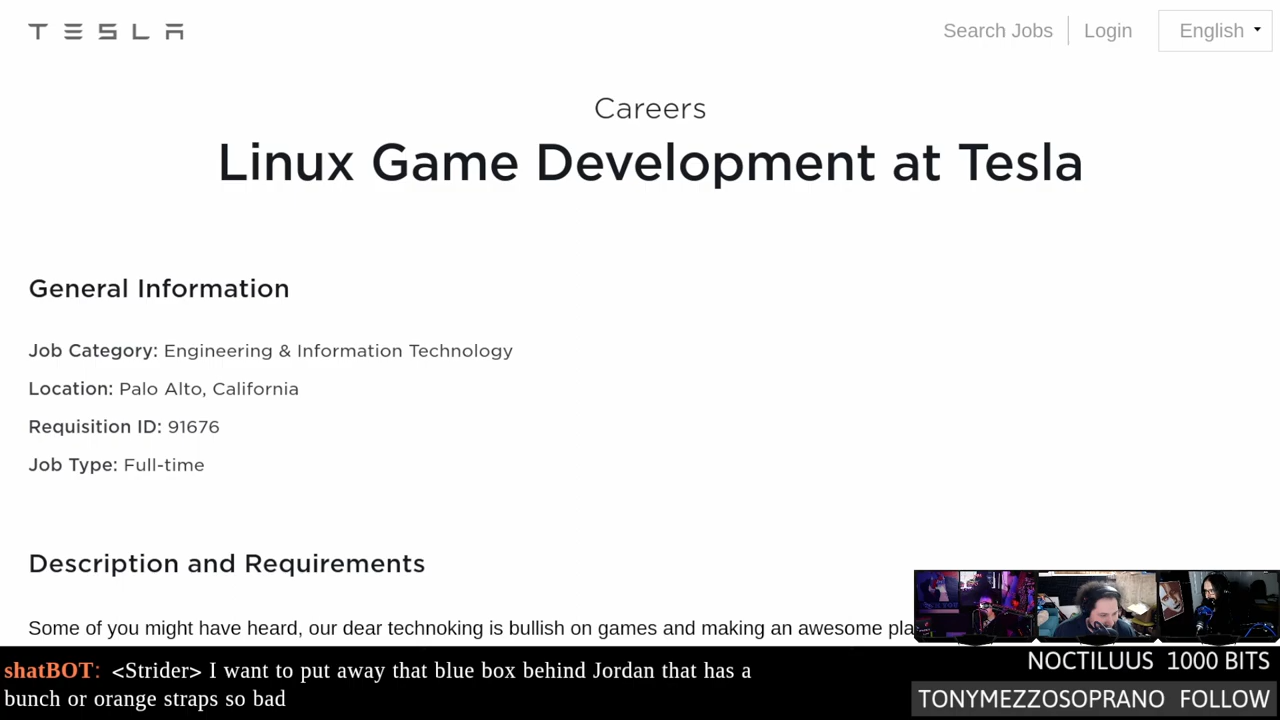 TESLA
Search Jobs
Login
English
Careers
Linux Game Development at Tesla
General Information
Job Category: Engineering & Information Technology
Location: Palo Alto, California
Requisition ID: 91676
Job Type: Full-time
Description and Requirements
Some of you might have heard, our dear technoking is bullish on games and making an awesome pla
shatBOT: <Strider> I want to put away that blue box behind Jordan that has a
bunch or orange straps so bad
NOCTILUUS 1000 BITS
TONYMEZZOSOPRANO FOLLOW